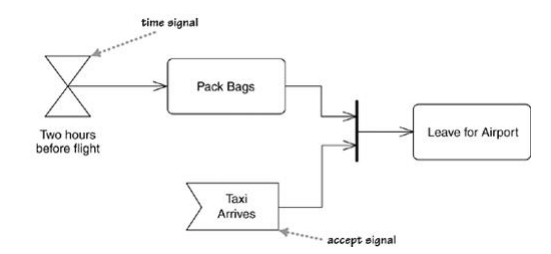 time signal
Pack Bags
Leave for Airport
Two hours
before flight
Taxi
Arrives
accept signal